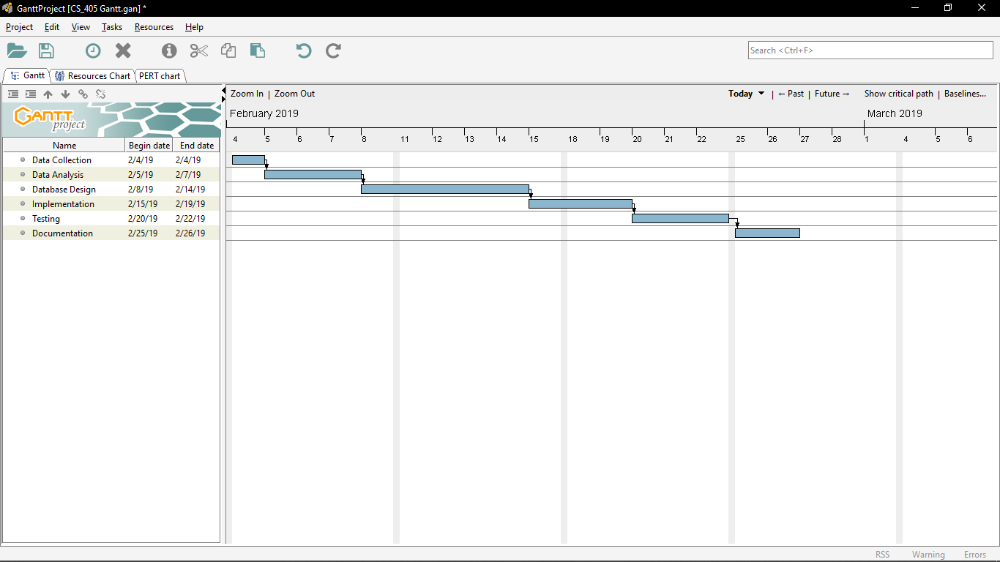 GanttProject [CS_405 Gantt.gan] *
Project Edit View Tasks Resources Help
Search <Ctrl+F>
Gantt Resources Chart PERT chart
Zoom In | Zoom Out Today | ← Past | Future → Show critical path | Baselines...
GANTT
project
February 2019 March 2019
4 5 6 7 8 11 12 13 14 15 18 19 20 21 22 25 26 27 28 1 4 5 6
Name Begin date End date
Data Collection 2/4/19 2/4/19
Data Analysis 2/5/19 2/7/19
Database Design 2/8/19 2/14/19
Implementation 2/15/19 2/19/19
Testing 2/20/19 2/22/19
Documentation 2/25/19 2/26/19
RSS Warning Errors